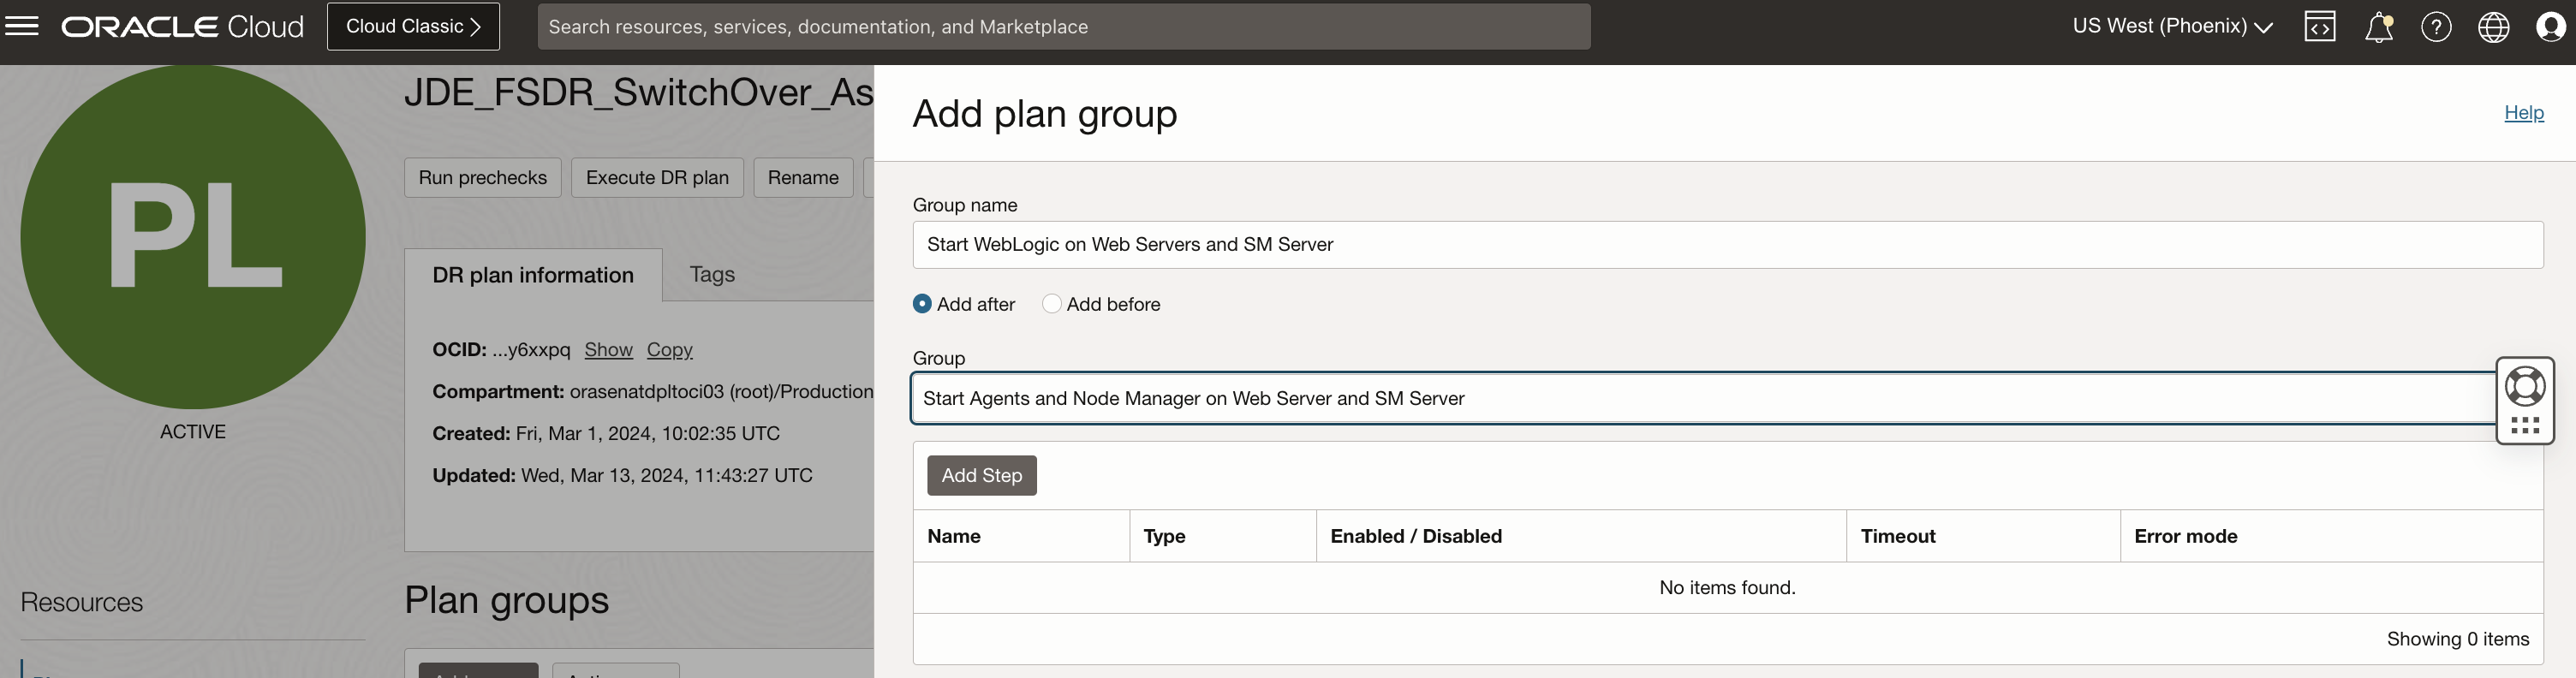 ORACLE Cloud
Cloud Classic
Search resources, services, documentation, and Marketplace
US West (Phoenix)
PL
ACTIVE
Resources
JDE_FSDR_SwitchOver_As
Run prechecks
Execute DR plan
Rename
DR plan information
Tags
OCID: ...y6xxpq Show Copy
Compartment: orasenatdpltoci03 (root)/Production
Created: Fri, Mar 1, 2024, 10:02:35 UTC
Updated: Wed, Mar 13, 2024, 11:43:27 UTC
Plan groups
Add plan group
Help
Group name
Start WebLogic on Web Servers and SM Server
Add after Add before
Group
Start Agents and Node Manager on Web Server and SM Server
Add Step
Name Type Enabled / Disabled Timeout Error mode
No items found.
Showing 0 items